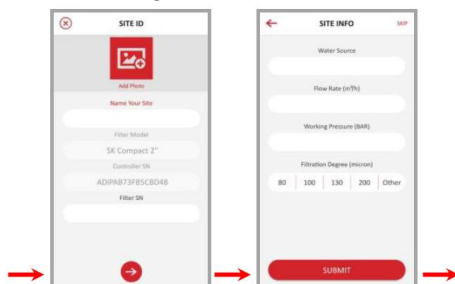 SITE ID
Add Photo
Name Your Site
Filter Model
SK Compact 2"
Controller SN
ADIPAB73FB5CBD48
Filter SN
SITE INFO
SKIP
Water Source
Flow Rate (m³/h)
Working Pressure (BAR)
Filtration Degree (micron)
80 100 130 200 Other
SUBMIT